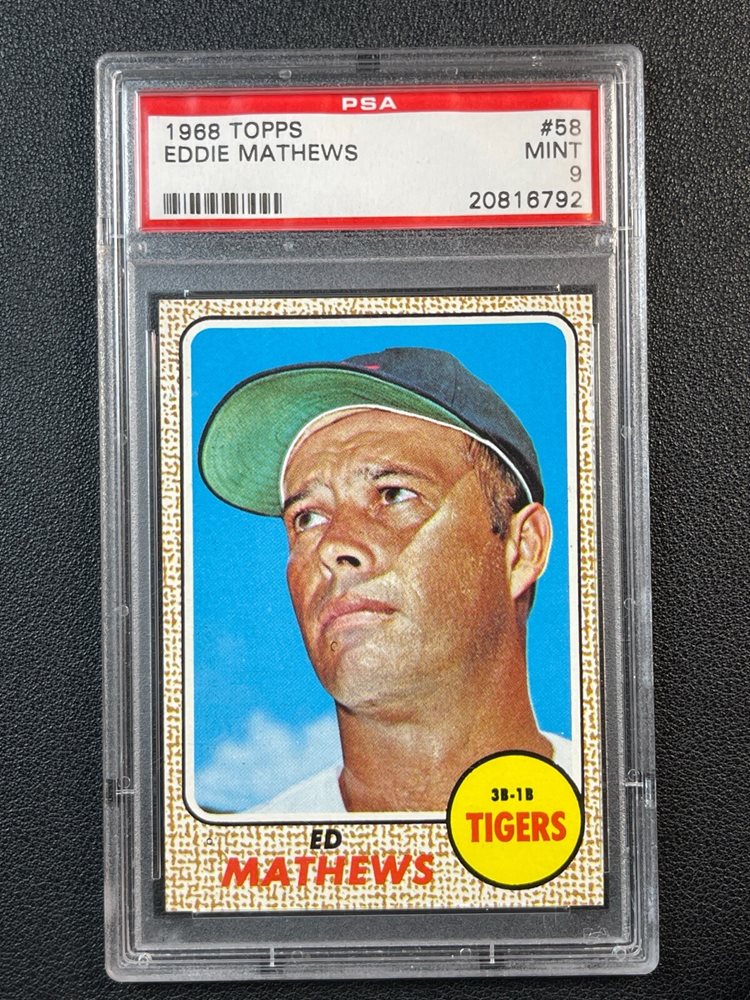 PSA
1968 TOPPS #58
EDDIE MATHEWS MINT
9
20816792
3B-1B
TIGERS
ED
MATHEWS